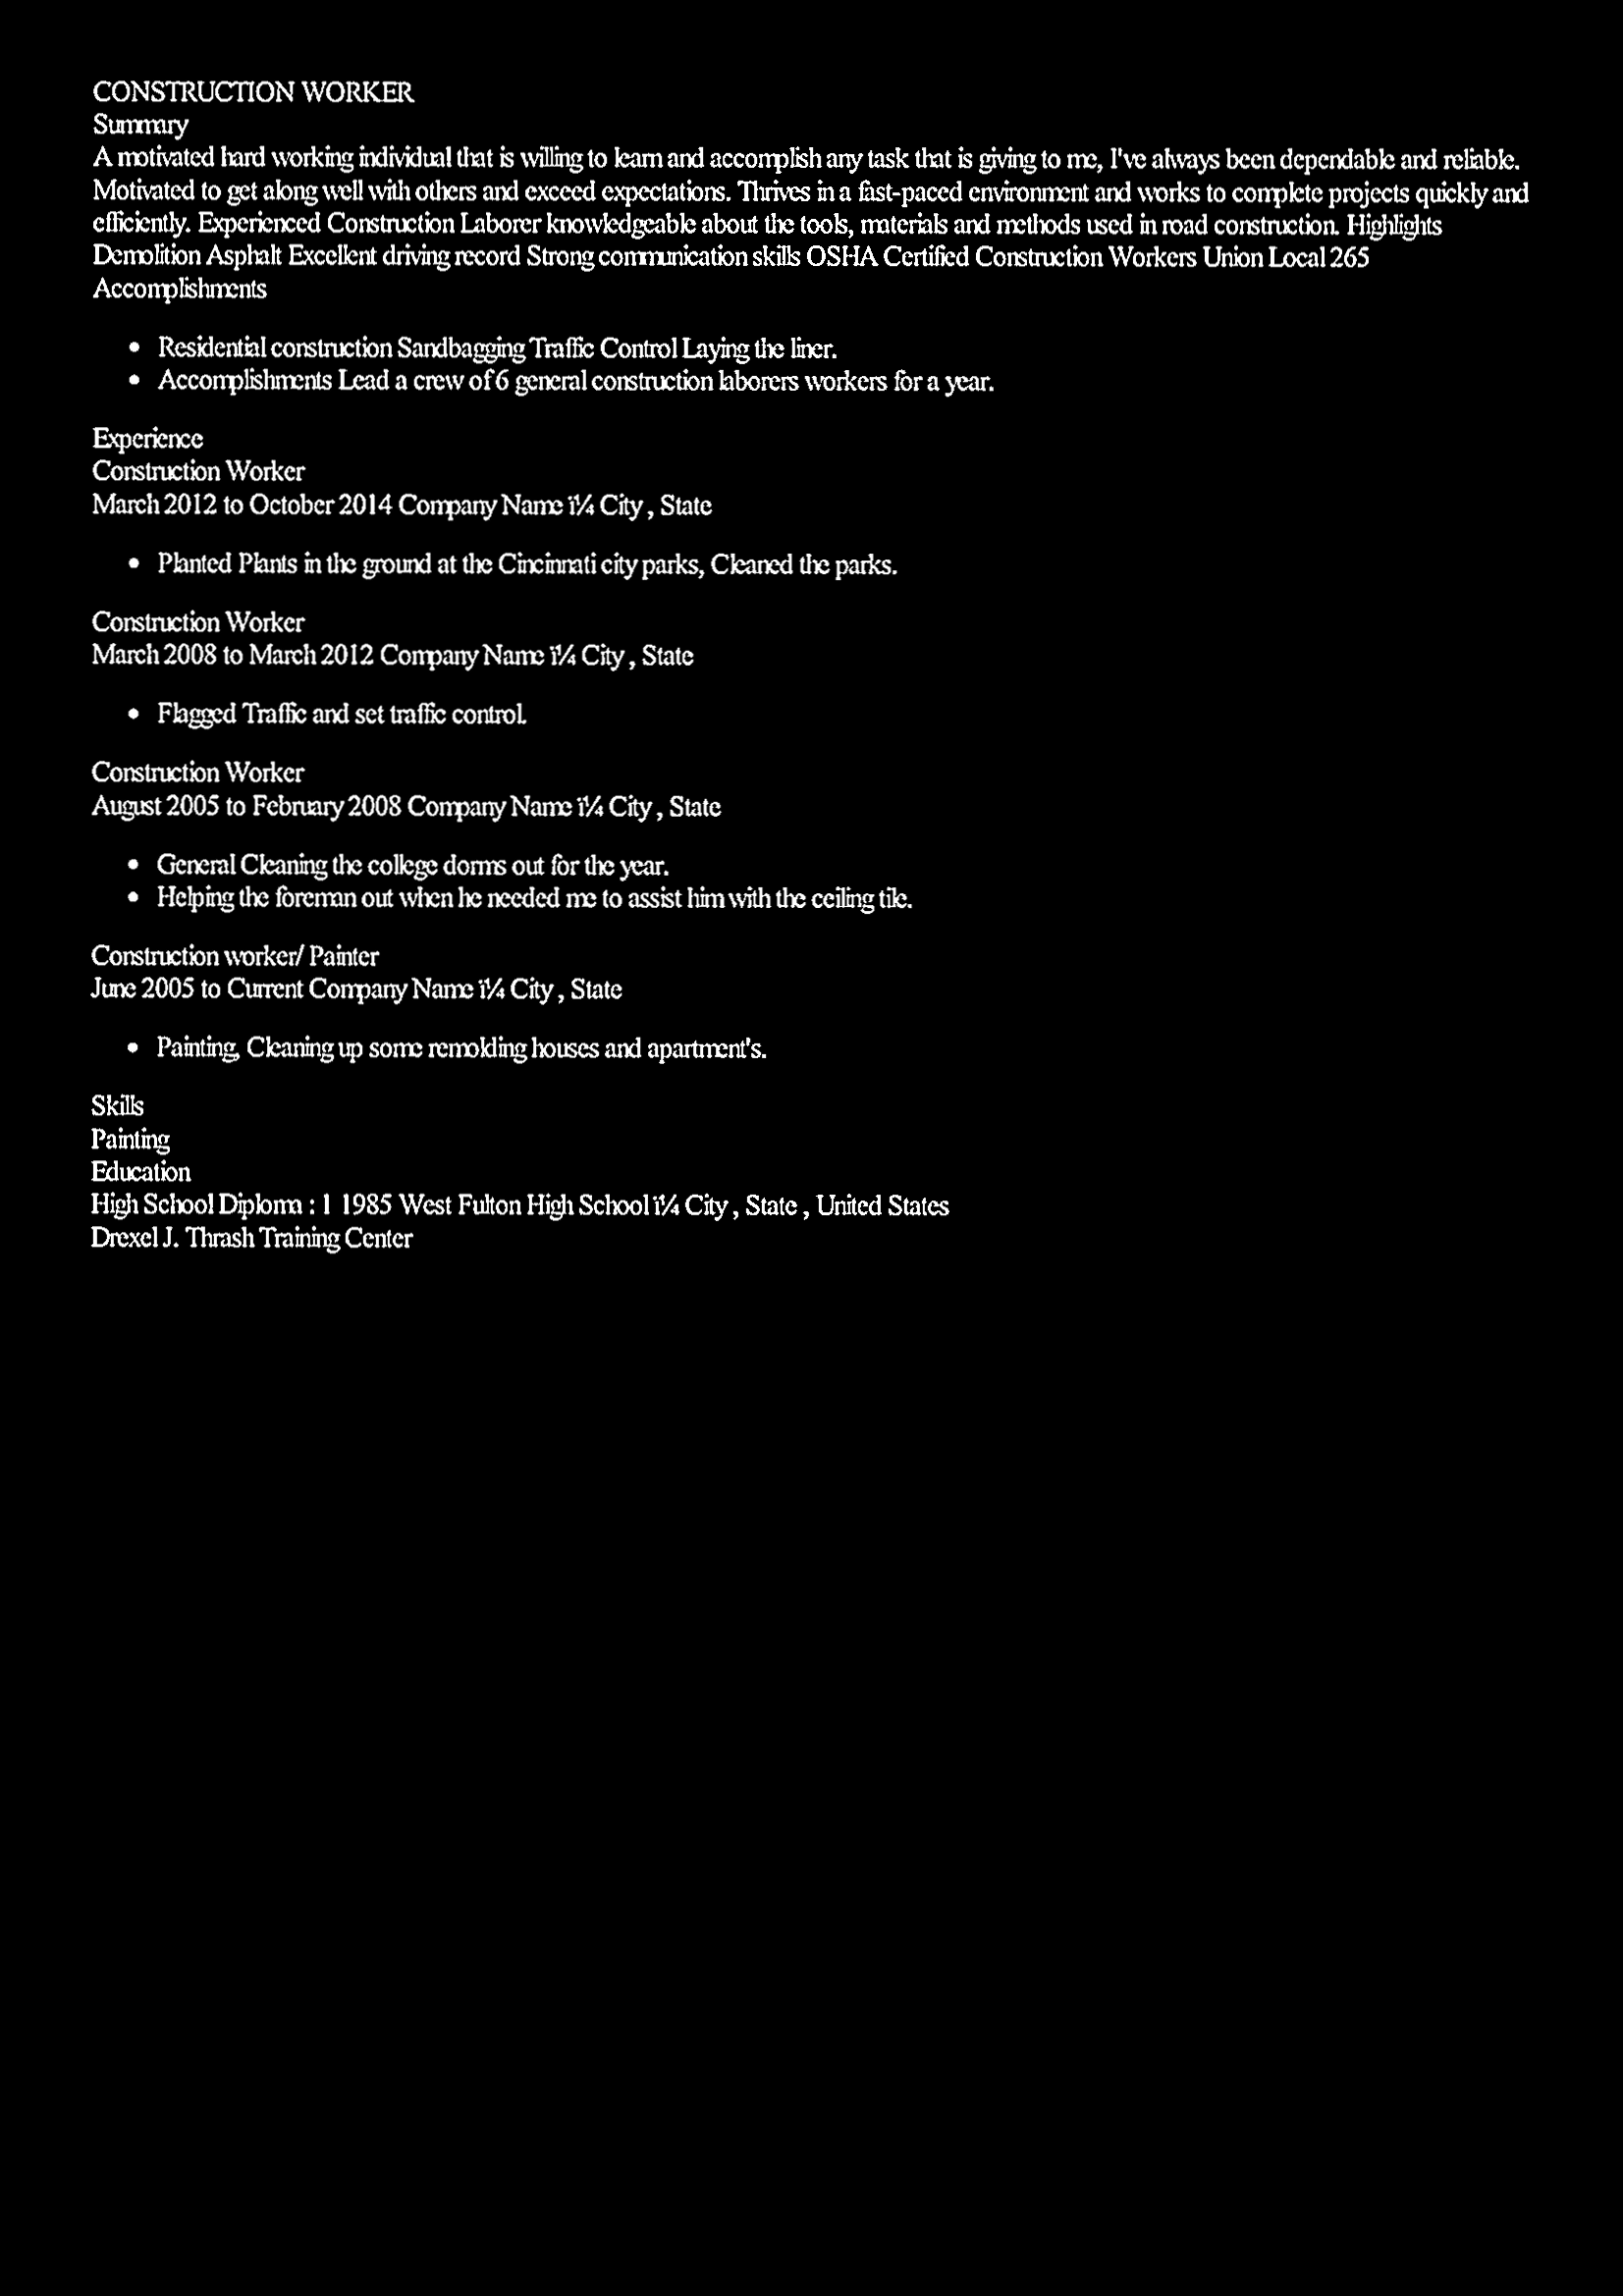 CONSTRUCTION WORKER
Summary
A motivated hard working individual that is willing to learn and accomplish any task that is giving to me, I've always been dependable and reliable.
Motivated to get along well with others and exceed expectations. Thrives in a fast-paced environment and works to complete projects quickly and
efficiently. Experienced Construction Laborer knowledgeable about the tools, materials and methods used in road construction. Highlights
Demolition Asphalt Excellent driving record Strong communication skills OSHA Certified Construction Workers Union Local 265
Accomplishments
• Residential construction Sandbagging Traffic Control Laying the liner.
• Accomplishments Lead a crew of 6 general construction laborers workers for a year.
Experience
Construction Worker
March 2012 to October 2014 Company Name ï¼ City , State
• Planted Plants in the ground at the Cincinnati city parks, Cleaned the parks.
Construction Worker
March 2008 to March 2012 Company Name ï¼ City , State
• Flagged Traffic and set traffic control.
Construction Worker
August 2005 to February 2008 Company Name ï¼ City , State
• General Cleaning the college dorms out for the year.
• Helping the foreman out when he needed me to assist him with the ceiling tile.
Construction worker/ Painter
June 2005 to Current Company Name ï¼ City , State
• Painting, Cleaning up some remolding houses and apartment's.
Skills
Painting
Education
High School Diploma : 1 1985 West Fulton High School ï¼ City , State , United States
Drexel J. Thrash Training Center